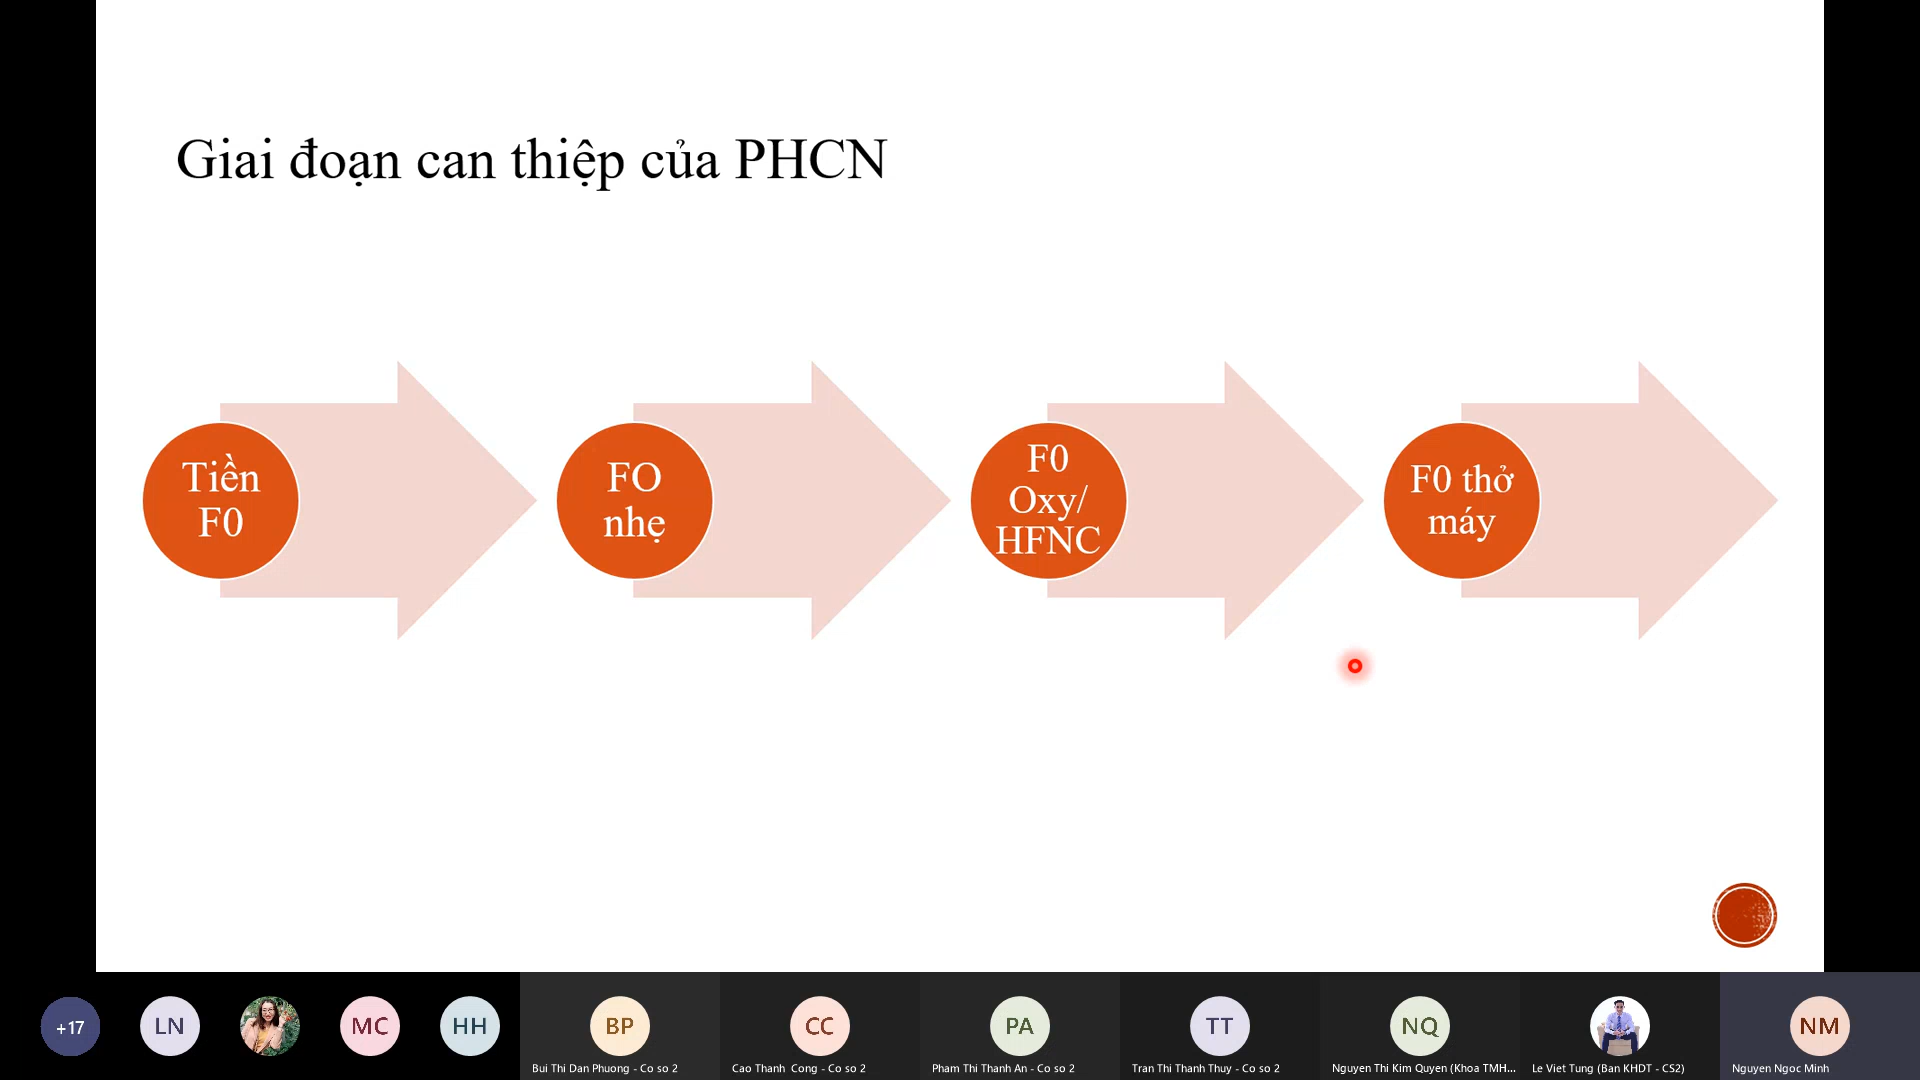 Giai đoạn can thiệp của PHCN
Tiền
F0
FO
nhẹ
F0
Oxy/
HFNC
F0 thở
máy
+17
LN
MC
HH
BP
CC
PA
TT
NQ
NM
Bui Thi Dan Phuong - Co so 2
Cao Thanh Cong - Co so 2
Pham Thi Thanh An - Co so 2
Tran Thi Thanh Thuy - Co so 2
Nguyen Thi Kim Quyen (Khoa TMH...
Le Viet Tung (Ban KHDT - CS2)
Nguyen Ngoc Minh